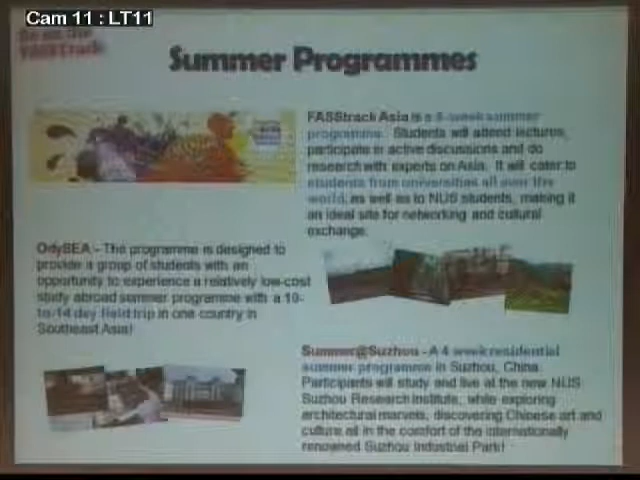 Cam 11 : LT11
Be on the
FASStrack
Summer Programmes
FASStrack Asia is a 5-week summer
programme. Students will attend lectures,
participate in active discussions and do
research with experts on Asia. It will cater to
students from universities all over the
world, as well as to NUS students, making it
an ideal site for networking and cultural
exchange.
OdySEA - The programme is designed to
provide a group of students with an
opportunity to experience a relatively low-cost
study abroad summer programme with a 10-
to/14 day field trip in one country in
Southeast Asia!
Summer@Suzhou - A 4 week residential
summer programme in Suzhou, China.
Participants will study and live at the new NUS
Suzhou Research Institute, while exploring
architectural marvels, discovering Chinese art and
culture all in the comfort of the internationally
renowned Suzhou Industrial Park!